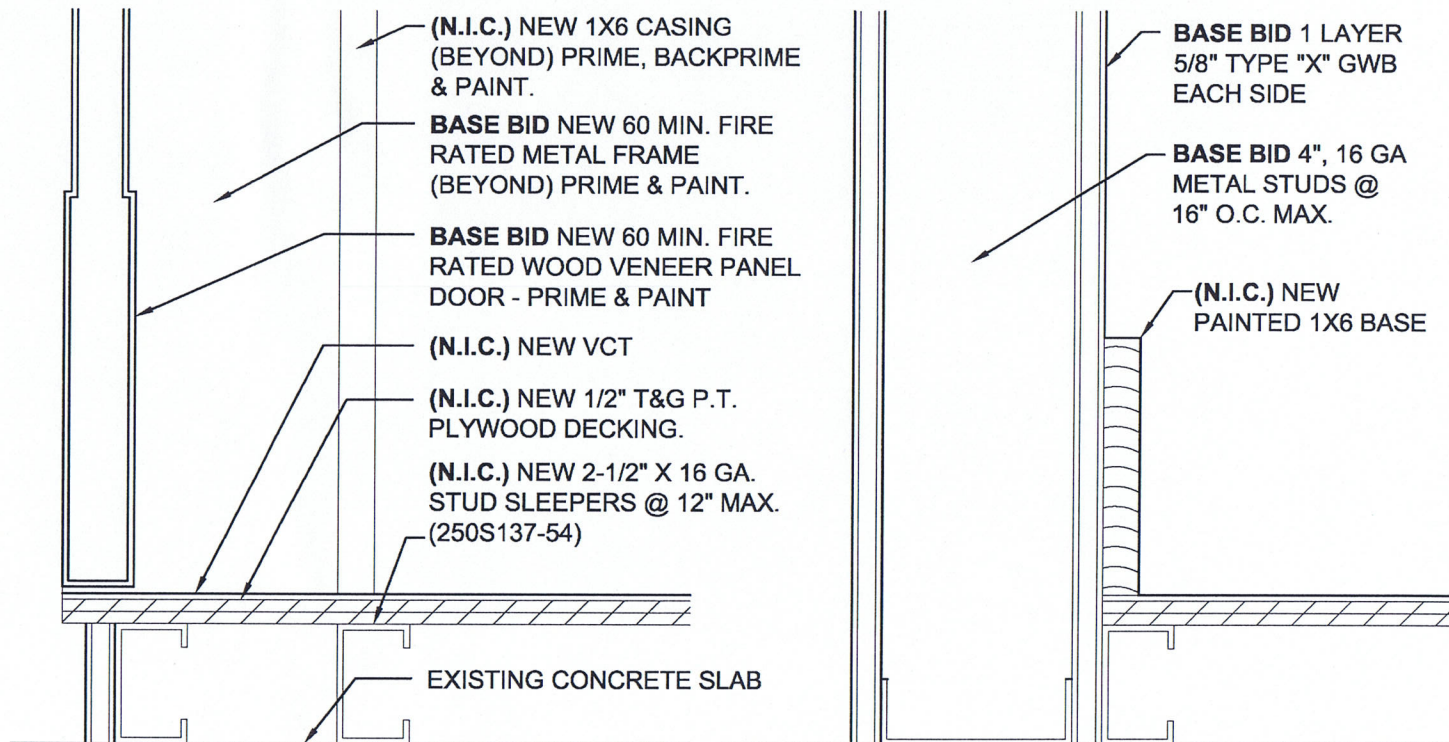 (N.I.C.) NEW 1X6 CASING
(BEYOND) PRIME, BACKPRIME
& PAINT.
BASE BID NEW 60 MIN. FIRE
RATED METAL FRAME
(BEYOND) PRIME & PAINT.
BASE BID NEW 60 MIN. FIRE
RATED WOOD VENEER PANEL
DOOR - PRIME & PAINT
(N.I.C.) NEW VCT
(N.I.C.) NEW 1/2" T&G P.T.
PLYWOOD DECKING.
(N.I.C.) NEW 2-1/2" X 16 GA.
STUD SLEEPERS @ 12" MAX.
(250S137-54)
EXISTING CONCRETE SLAB
BASE BID 1 LAYER
5/8" TYPE "X" GWB
EACH SIDE
BASE BID 4", 16 GA
METAL STUDS @
16" O.C. MAX.
(N.I.C.) NEW
PAINTED 1X6 BASE